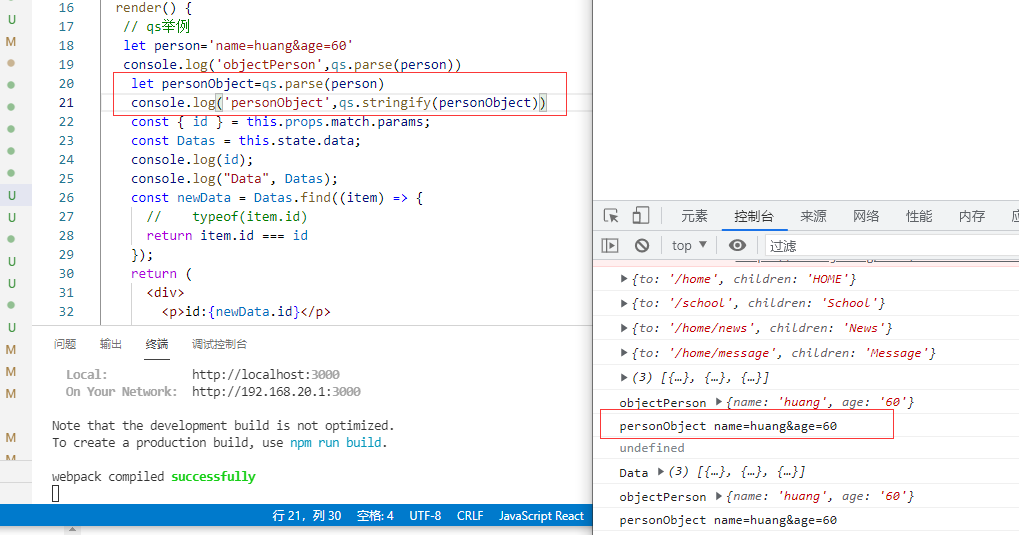 U
M
U
U
U
U
U
M
M
M
M
M
16 render() {
17 // qs举例
18 let person='name=huang&age=60'
19 console.log('objectPerson',qs.parse(person))
20 let personObject=qs.parse(person)
21 console.log('personObject',qs.stringify(personObject))
22 const { id } = this.props.match.params;
23 const Datas = this.state.data;
24 console.log(id);
25 console.log("Data", Datas);
26 const newData = Datas.find((item) => {
27 // typeof(item.id)
28 return item.id === id
29 });
30 return (
31 <div>
32 <p>id:{newData.id}</p>
问题 输出 终端 调试控制台
Local: http://localhost:3000
On Your Network: http://192.168.20.1:3000
Note that the development build is not optimized.
To create a production build, use npm run build.
webpack compiled successfully
行 21，列 30 空格: 4 UTF-8 CRLF JavaScript React
元素 控制台 来源 网络 性能 内存
top 过滤
{to: '/home', children: 'HOME'}
{to: '/school', children: 'School'}
{to: '/home/news', children: 'News'}
{to: '/home/message', children: 'Message'}
(3) [{…}, {…}, {…}]
objectPerson {name: 'huang', age: '60'}
personObject name=huang&age=60
undefined
Data (3) [{…}, {…}, {…}]
objectPerson {name: 'huang', age: '60'}
personObject name=huang&age=60